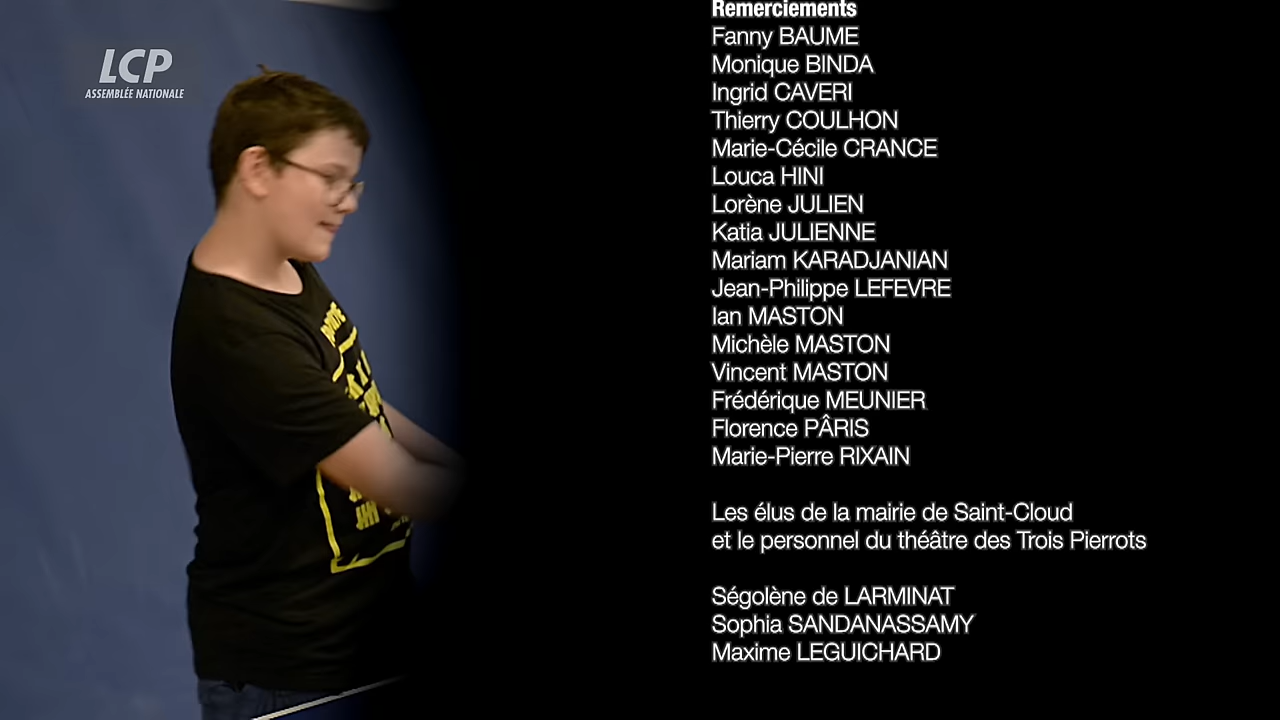 LCP
ASSEMBLÉE NATIONALE
Remerciements
Fanny BAUME
Monique BINDA
Ingrid CAVERI
Thierry COULHON
Marie-Cécile CRANCE
Louca HINI
Lorène JULIEN
Katia JULIENNE
Mariam KARADJANIAN
Jean-Philippe LEFEVRE
Ian MASTON
Michèle MASTON
Vincent MASTON
Frédérique MEUNIER
Florence PÂRIS
Marie-Pierre RIXAIN
Les élus de la mairie de Saint-Cloud
et le personnel du théâtre des Trois Pierrots
Ségolène de LARMINAT
Sophia SANDANASSAMY
Maxime LEGUICHARD